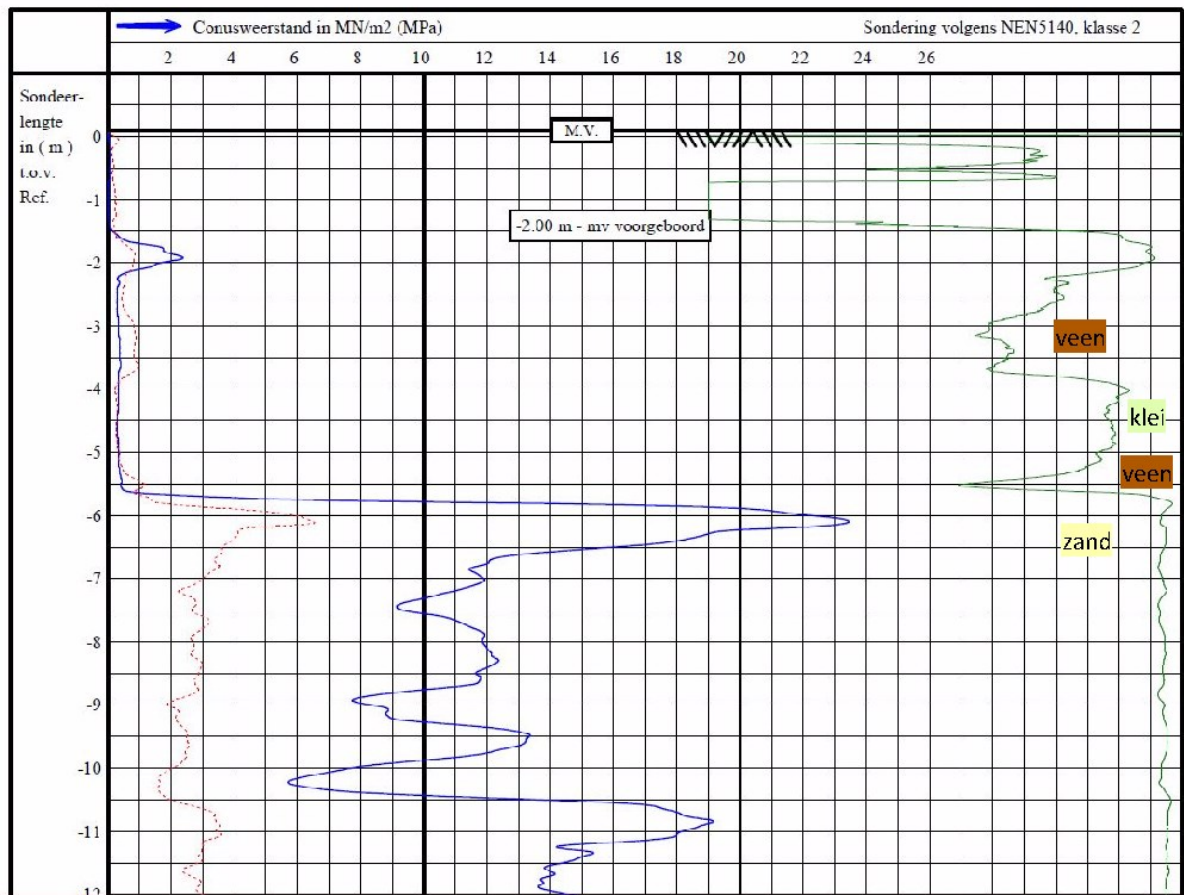 Conusweerstand in MN/m2 (MPa) Sondering volgens NEN5140, klasse 2
2 4 6 8 10 12 14 16 18 20 22 24 26
Sondeer-
lengte
in ( m )
t.o.v.
Ref.
0
M.V.
-1
-2.00 m - mv voorgeboord
-2
-3
veen
-4
klei
-5
veen
-6
zand
-7
-8
-9
-10
-11
12